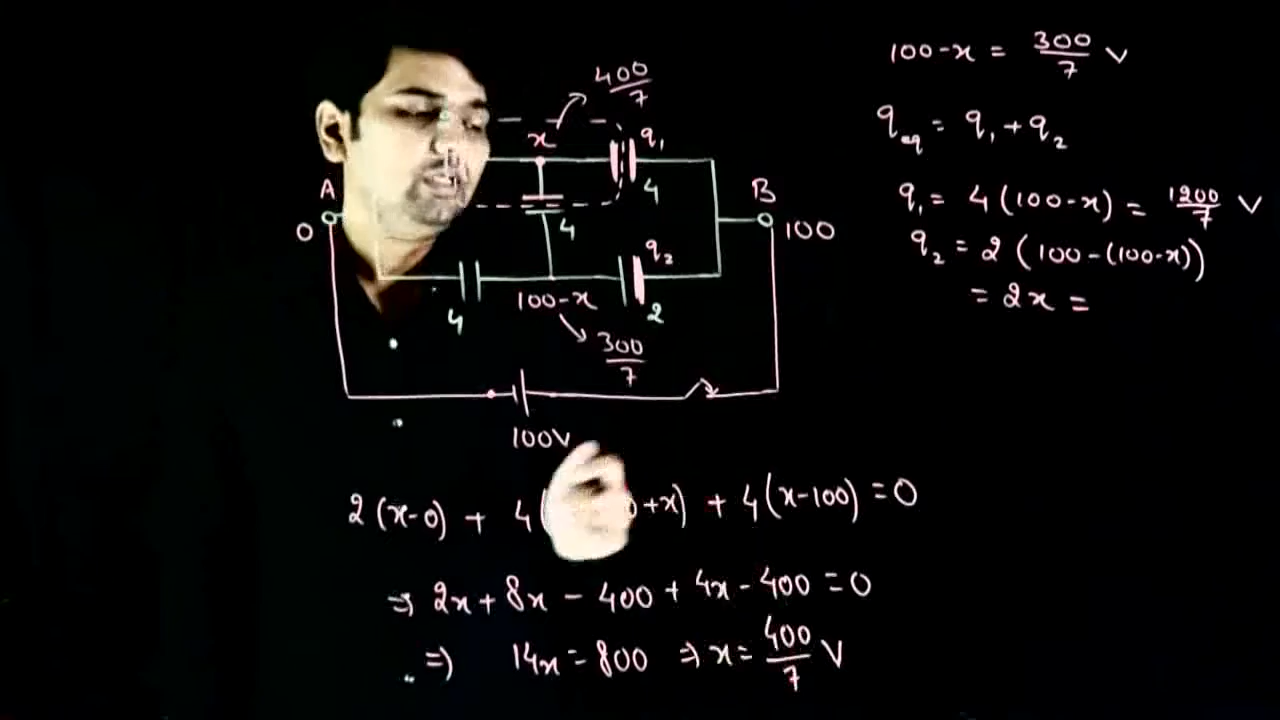 100-x = 300/7 V
q_eq = q₁ + q₂
q₁ = 4(100-x) = 1200/7 V
q₂ = 2(100-(100-x))
= 2x =
400/7
x
q₁
4
A
B
0
100
4
q₂
100-x
4
2
300/7
100V
2(x-0) + 4( +x) + 4(x-100) = 0
⇒ 2x + 8x - 400 + 4x - 400 = 0
⇒ 14x = 800 ⇒ x = 400/7 V